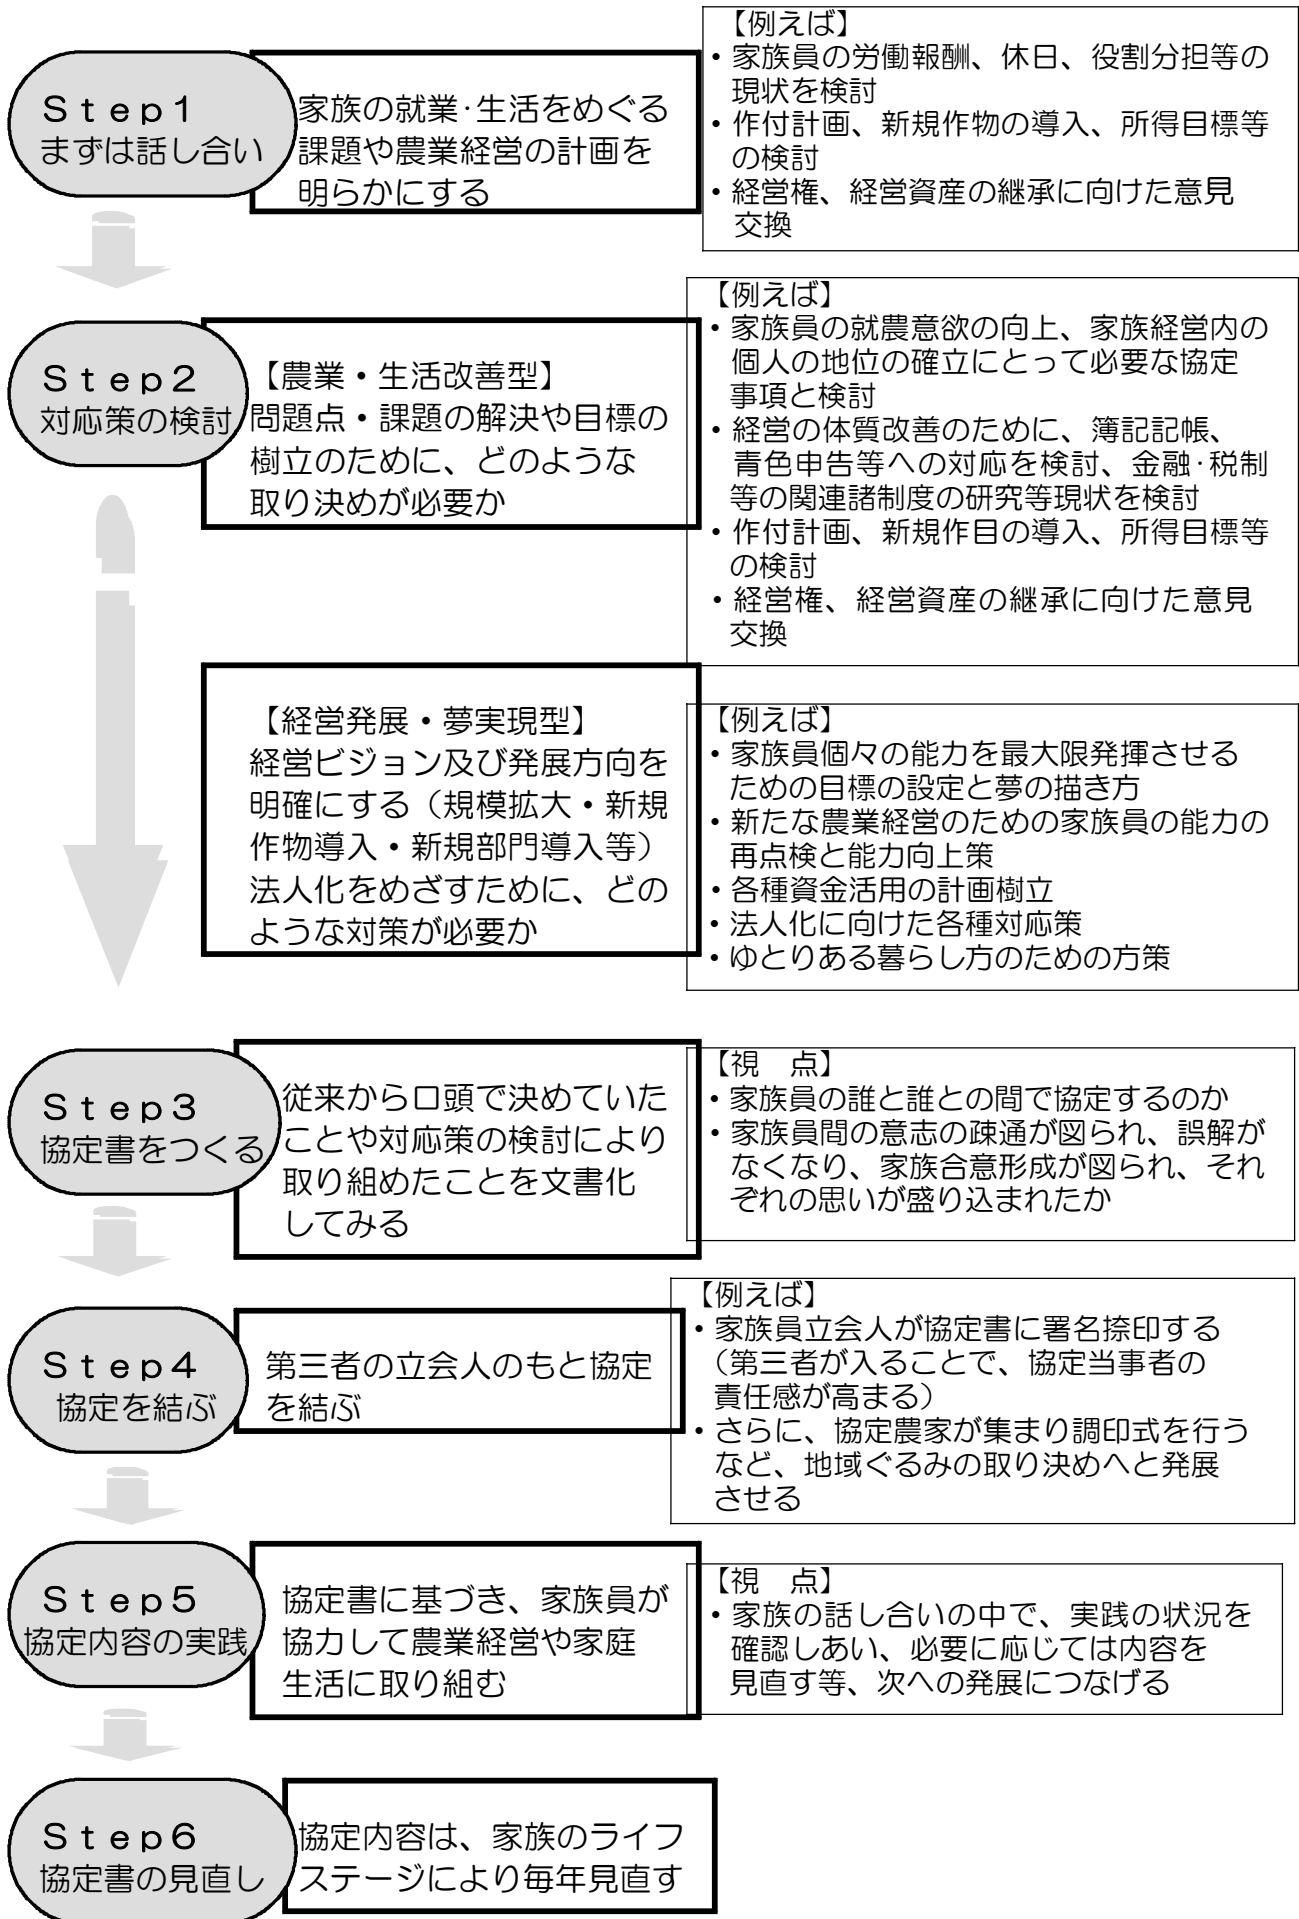 Step1
まずは話し合い
家族の就業･生活をめぐる
課題や農業経営の計画を
明らかにする
【例えば】
・家族員の労働報酬、休日、役割分担等の
現状を検討
・作付計画、新規作物の導入、所得目標等
の検討
・経営権、経営資産の継承に向けた意見
交換
Step2
対応策の検討
【農業・生活改善型】
問題点・課題の解決や目標の
樹立のために、どのような
取り決めが必要か
【例えば】
・家族員の就農意欲の向上、家族経営内の
個人の地位の確立にとって必要な協定
事項と検討
・経営の体質改善のために、簿記記帳、
青色申告等への対応を検討、金融･税制
等の関連諸制度の研究等現状を検討
・作付計画、新規作目の導入、所得目標等
の検討
・経営権、経営資産の継承に向けた意見
交換
【経営発展・夢実現型】
経営ビジョン及び発展方向を
明確にする（規模拡大・新規
作物導入・新規部門導入等）
法人化をめざすために、どの
ような対策が必要か
【例えば】
・家族員個々の能力を最大限発揮させる
ための目標の設定と夢の描き方
・新たな農業経営のための家族員の能力の
再点検と能力向上策
・各種資金活用の計画樹立
・法人化に向けた各種対応策
・ゆとりある暮らし方のための方策
Step3
協定書をつくる
従来から口頭で決めていた
ことや対応策の検討により
取り組めたことを文書化
してみる
【視　点】
・家族員の誰と誰との間で協定するのか
・家族員間の意志の疎通が図られ、誤解が
なくなり、家族合意形成が図られ、それ
ぞれの思いが盛り込まれたか
Step4
協定を結ぶ
第三者の立会人のもと協定
を結ぶ
【例えば】
・家族員立会人が協定書に署名捺印する
（第三者が入ることで、協定当事者の
責任感が高まる）
・さらに、協定農家が集まり調印式を行う
など、地域ぐるみの取り決めへと発展
させる
Step5
協定内容の実践
協定書に基づき、家族員が
協力して農業経営や家庭
生活に取り組む
【視　点】
・家族の話し合いの中で、実践の状況を
確認しあい、必要に応じては内容を
見直す等、次への発展につなげる
Step6
協定書の見直し
協定内容は、家族のライフ
ステージにより毎年見直す